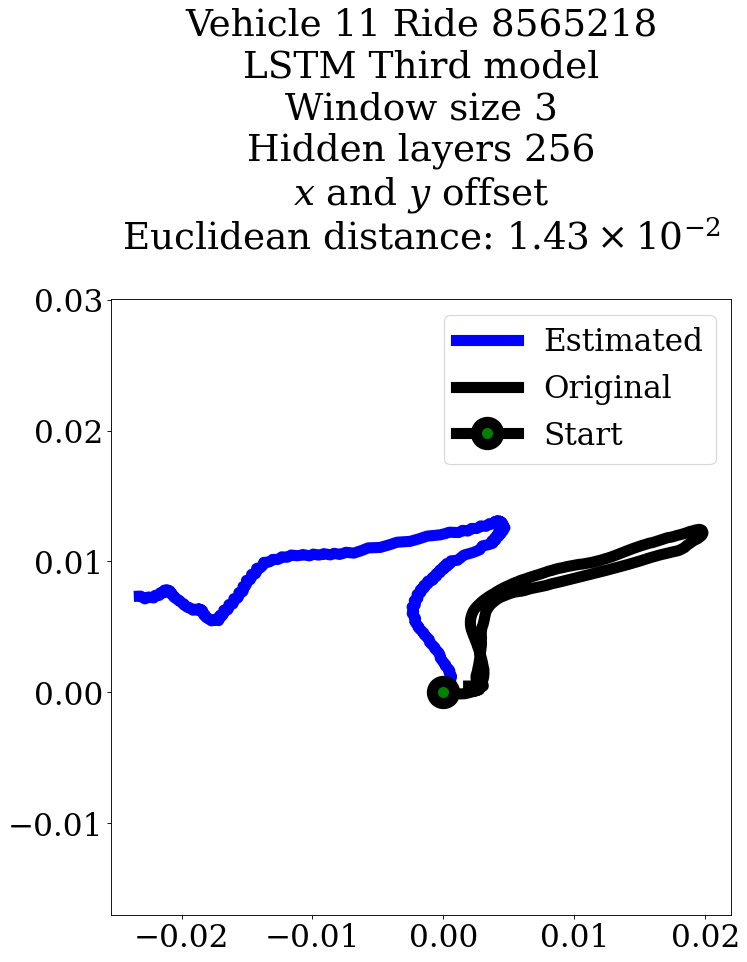 Vehicle 11 Ride 8565218
LSTM Third model
Window size 3
Hidden layers 256
x and y offset
Euclidean distance: 1.43 × 10⁻²
0.03
0.02
0.01
0.00
−0.01
Estimated
Original
Start
−0.02
−0.01
0.00
0.01
0.02